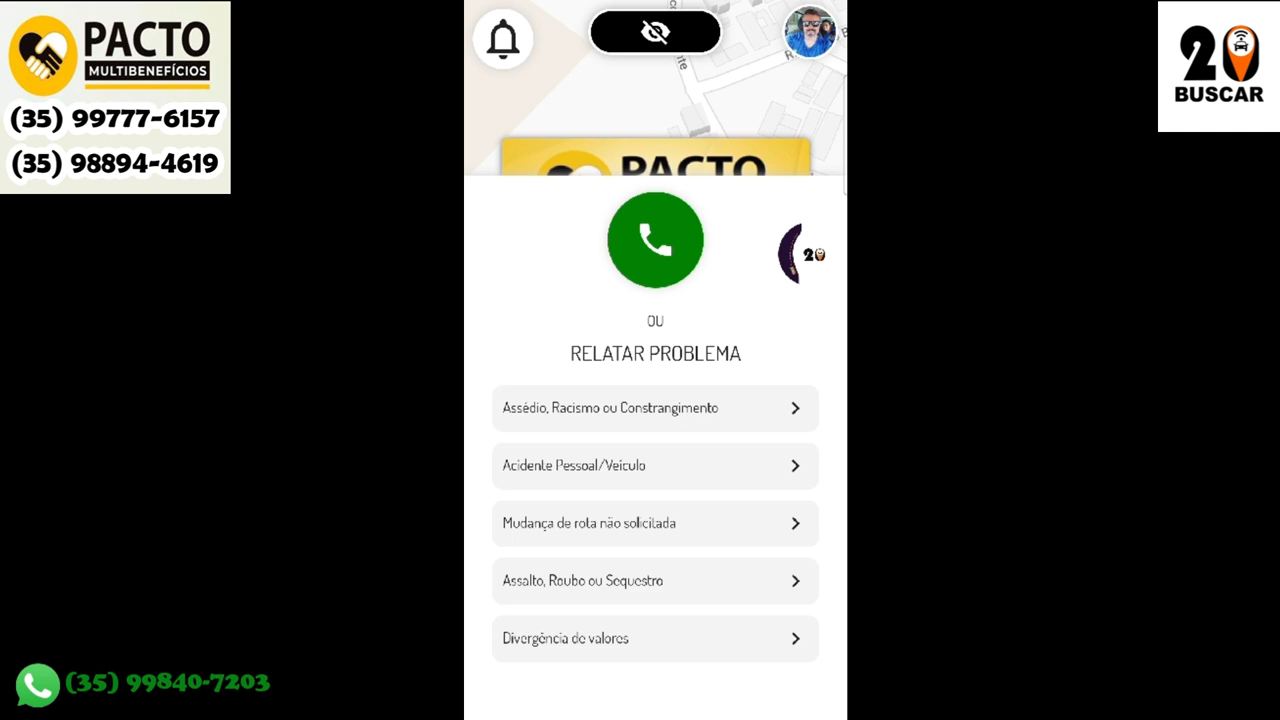 PACTO
MULTIBENEFÍCIOS
(35) 99777-6157
(35) 98894-4619
20
BUSCAR
PACTO
20
OU
RELATAR PROBLEMA
Assédio, Racismo ou Constrangimento
Acidente Pessoal/Veículo
Mudança de rota não solicitada
Assalto, Roubo ou Sequestro
Divergência de valores
(35) 99840-7203